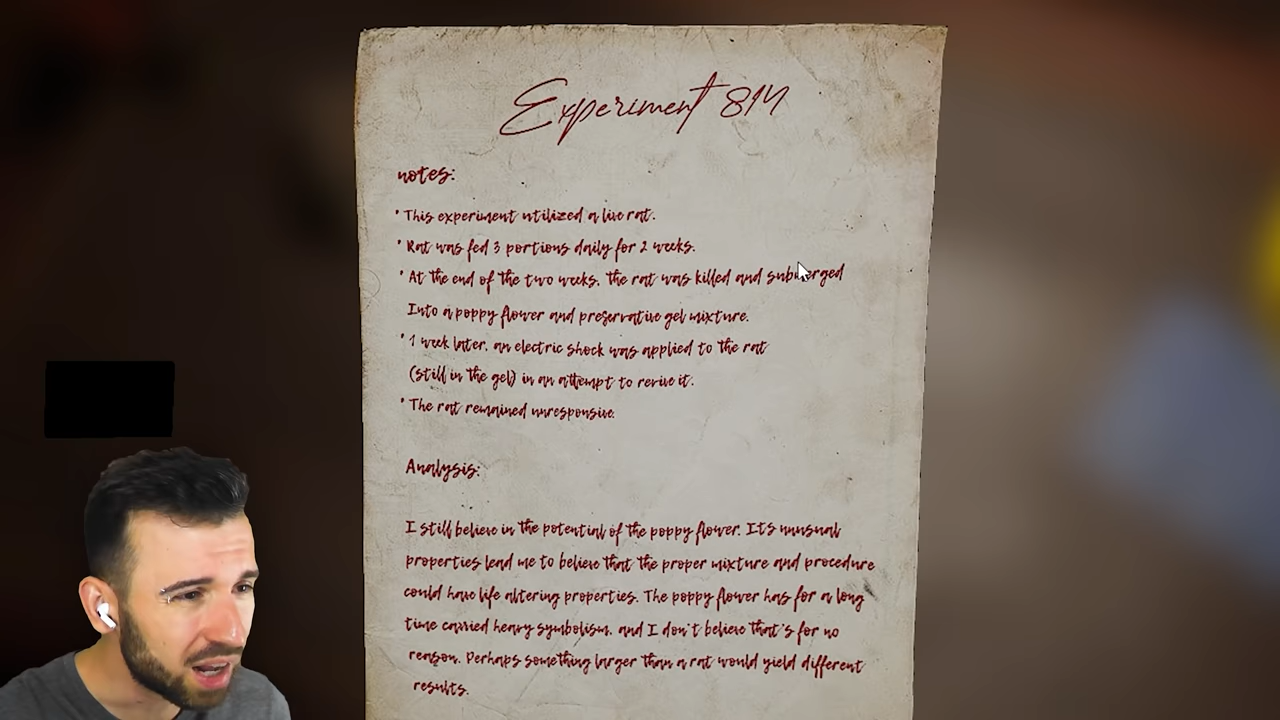 Experiment 814
notes:
• This experiment utilized a live rat.
• Rat was fed 3 portions daily for 2 weeks.
• At the end of the two weeks, the rat was killed and submerged
Into a poppy flower and preservative gel mixture.
• 1 week later, an electric shock was applied to the rat
(still in the gel) in an attempt to revive it.
• The rat remained unresponsive.
Analysis:
I still believe in the potential of the poppy flower. It's unusual
properties lead me to believe that the proper mixture and procedure
could have life altering properties. The poppy flower has for a long
time carried heavy symbolism, and I don't believe that's for no
reason. Perhaps something larger than a rat would yield different
results.